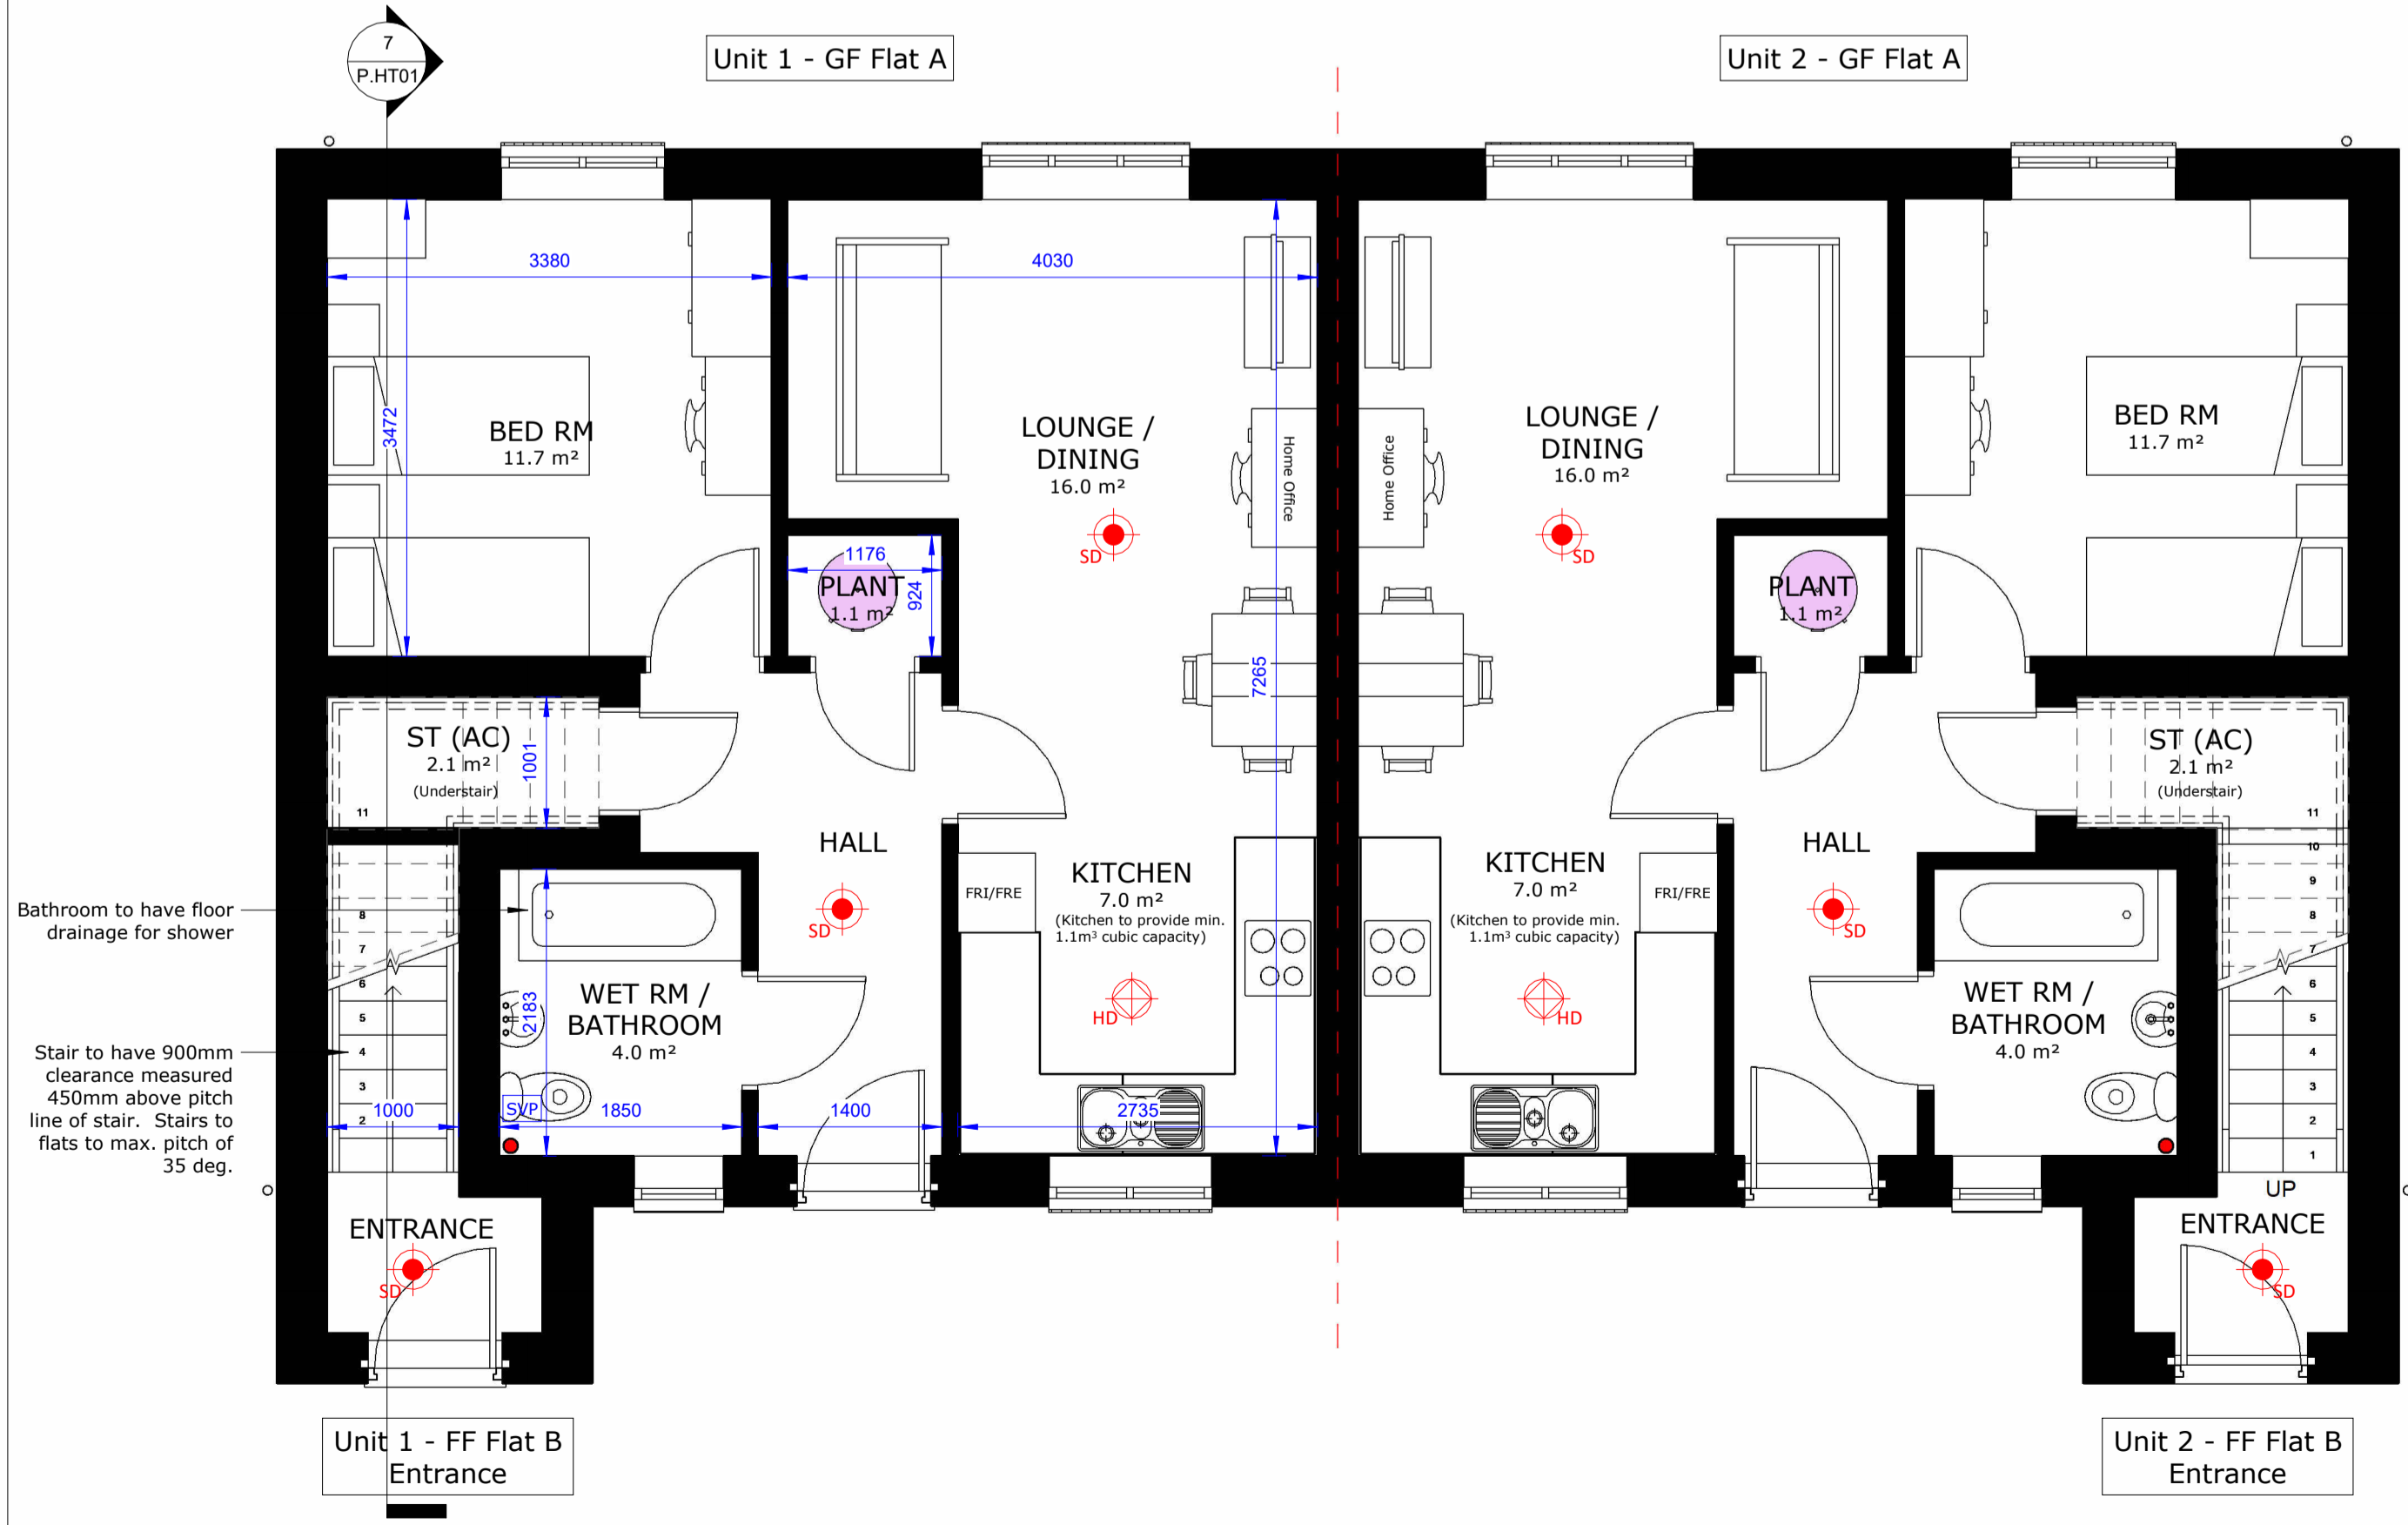 7
P.HT01
Unit 1 - GF Flat A
Unit 2 - GF Flat A
3380
4030
3472
BED RM
11.7 m²
LOUNGE /
DINING
16.0 m²
Home Office
SD
1176
924
PLANT
1.1 m²
7265
ST (AC)
2.1 m²
(Understair)
1001
11
HALL
SD
KITCHEN
7.0 m²
(Kitchen to provide min.
1.1m³ cubic capacity)
FRI/FRE
HD
Bathroom to have floor
drainage for shower
8
7
6
5
4
3
2
Stair to have 900mm
clearance measured
450mm above pitch
line of stair. Stairs to
flats to max. pitch of
35 deg.
2183
WET RM /
BATHROOM
4.0 m²
1000
SVP
1850
1400
2735
ENTRANCE
SD
Unit 1 - FF Flat B
Entrance
LOUNGE /
DINING
16.0 m²
Home Office
SD
BED RM
11.7 m²
PLANT
1.1 m²
ST (AC)
2.1 m²
(Understair)
HALL
SD
KITCHEN
7.0 m²
(Kitchen to provide min.
1.1m³ cubic capacity)
FRI/FRE
HD
WET RM /
BATHROOM
4.0 m²
11
10
9
8
7
6
5
4
3
2
1
UP
ENTRANCE
SD
Unit 2 - FF Flat B
Entrance